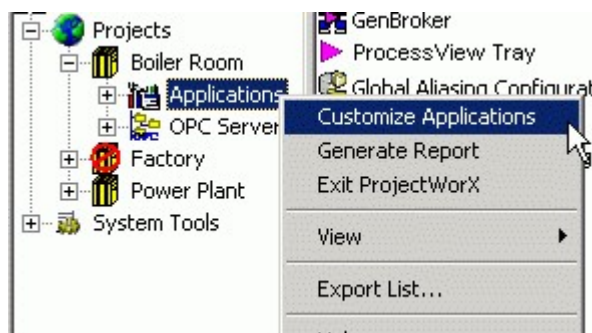 Projects
Boiler Room
Applications
OPC Server
Factory
Power Plant
System Tools
GenBroker
ProcessView Tray
Global Aliasing
Customize Applications
Generate Report
Exit ProjectWorX
View
Export List...